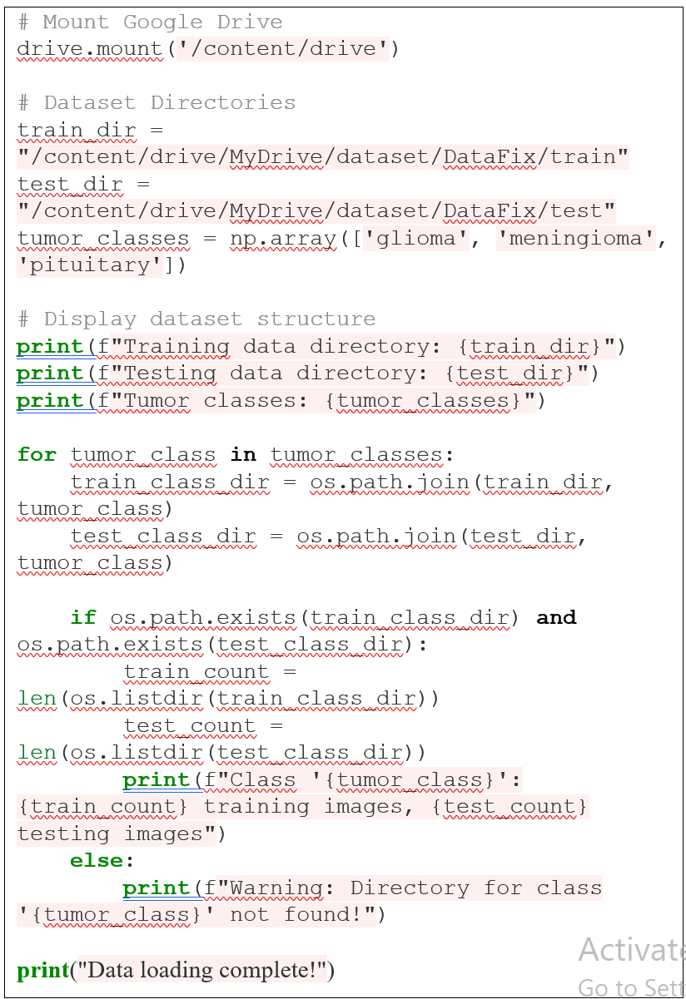 # Mount Google Drive
drive.mount('/content/drive')
# Dataset Directories
train_dir =
"/content/drive/MyDrive/dataset/DataFix/train"
test_dir =
"/content/drive/MyDrive/dataset/DataFix/test"
tumor_classes = np.array(['glioma', 'meningioma',
'pituitary'])
# Display dataset structure
print(f"Training data directory: {train_dir}")
print(f"Testing data directory: {test_dir}")
print(f"Tumor classes: {tumor_classes}")
for tumor_class in tumor_classes:
    train_class_dir = os.path.join(train_dir,
tumor_class)
    test_class_dir = os.path.join(test_dir,
tumor_class)
    if os.path.exists(train_class_dir) and
os.path.exists(test_class_dir):
        train_count =
len(os.listdir(train_class_dir))
        test_count =
len(os.listdir(test_class_dir))
        print(f"Class '{tumor_class}':
{train_count} training images, {test_count}
testing images")
    else:
        print(f"Warning: Directory for class
'{tumor_class}' not found!")
print("Data loading complete!")
Activate
Go to Sett